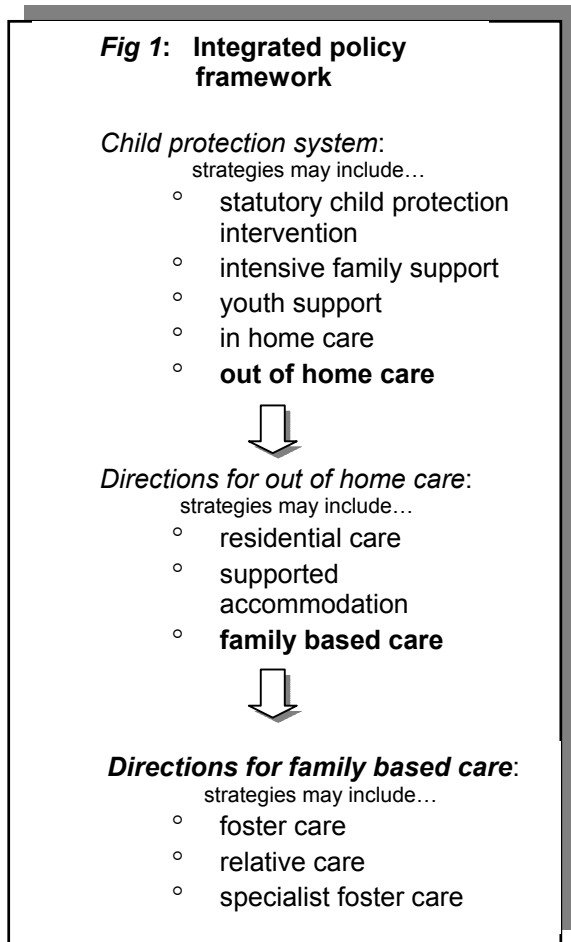 Fig 1: Integrated policy
framework
Child protection system:
strategies may include…
° statutory child protection
intervention
° intensive family support
° youth support
° in home care
° out of home care
Directions for out of home care:
strategies may include…
° residential care
° supported
accommodation
° family based care
Directions for family based care:
strategies may include…
° foster care
° relative care
° specialist foster care